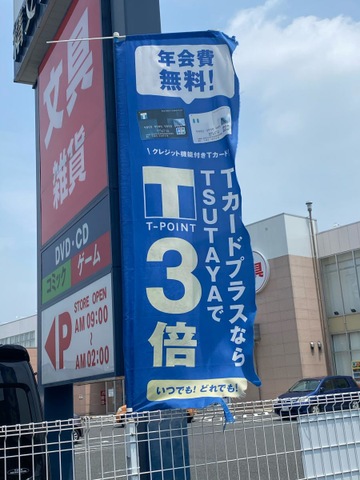 文具
雑貨
DVD・CD
コミック
ゲーム
P
STORE OPEN
AM 09:00
～
AM 02:00
年会費
無料!
\ クレジット機能付きTカード /
T
T-POINT
3倍
Tカードプラスなら
TSUTAYAで
いつでも! どれでも!
具